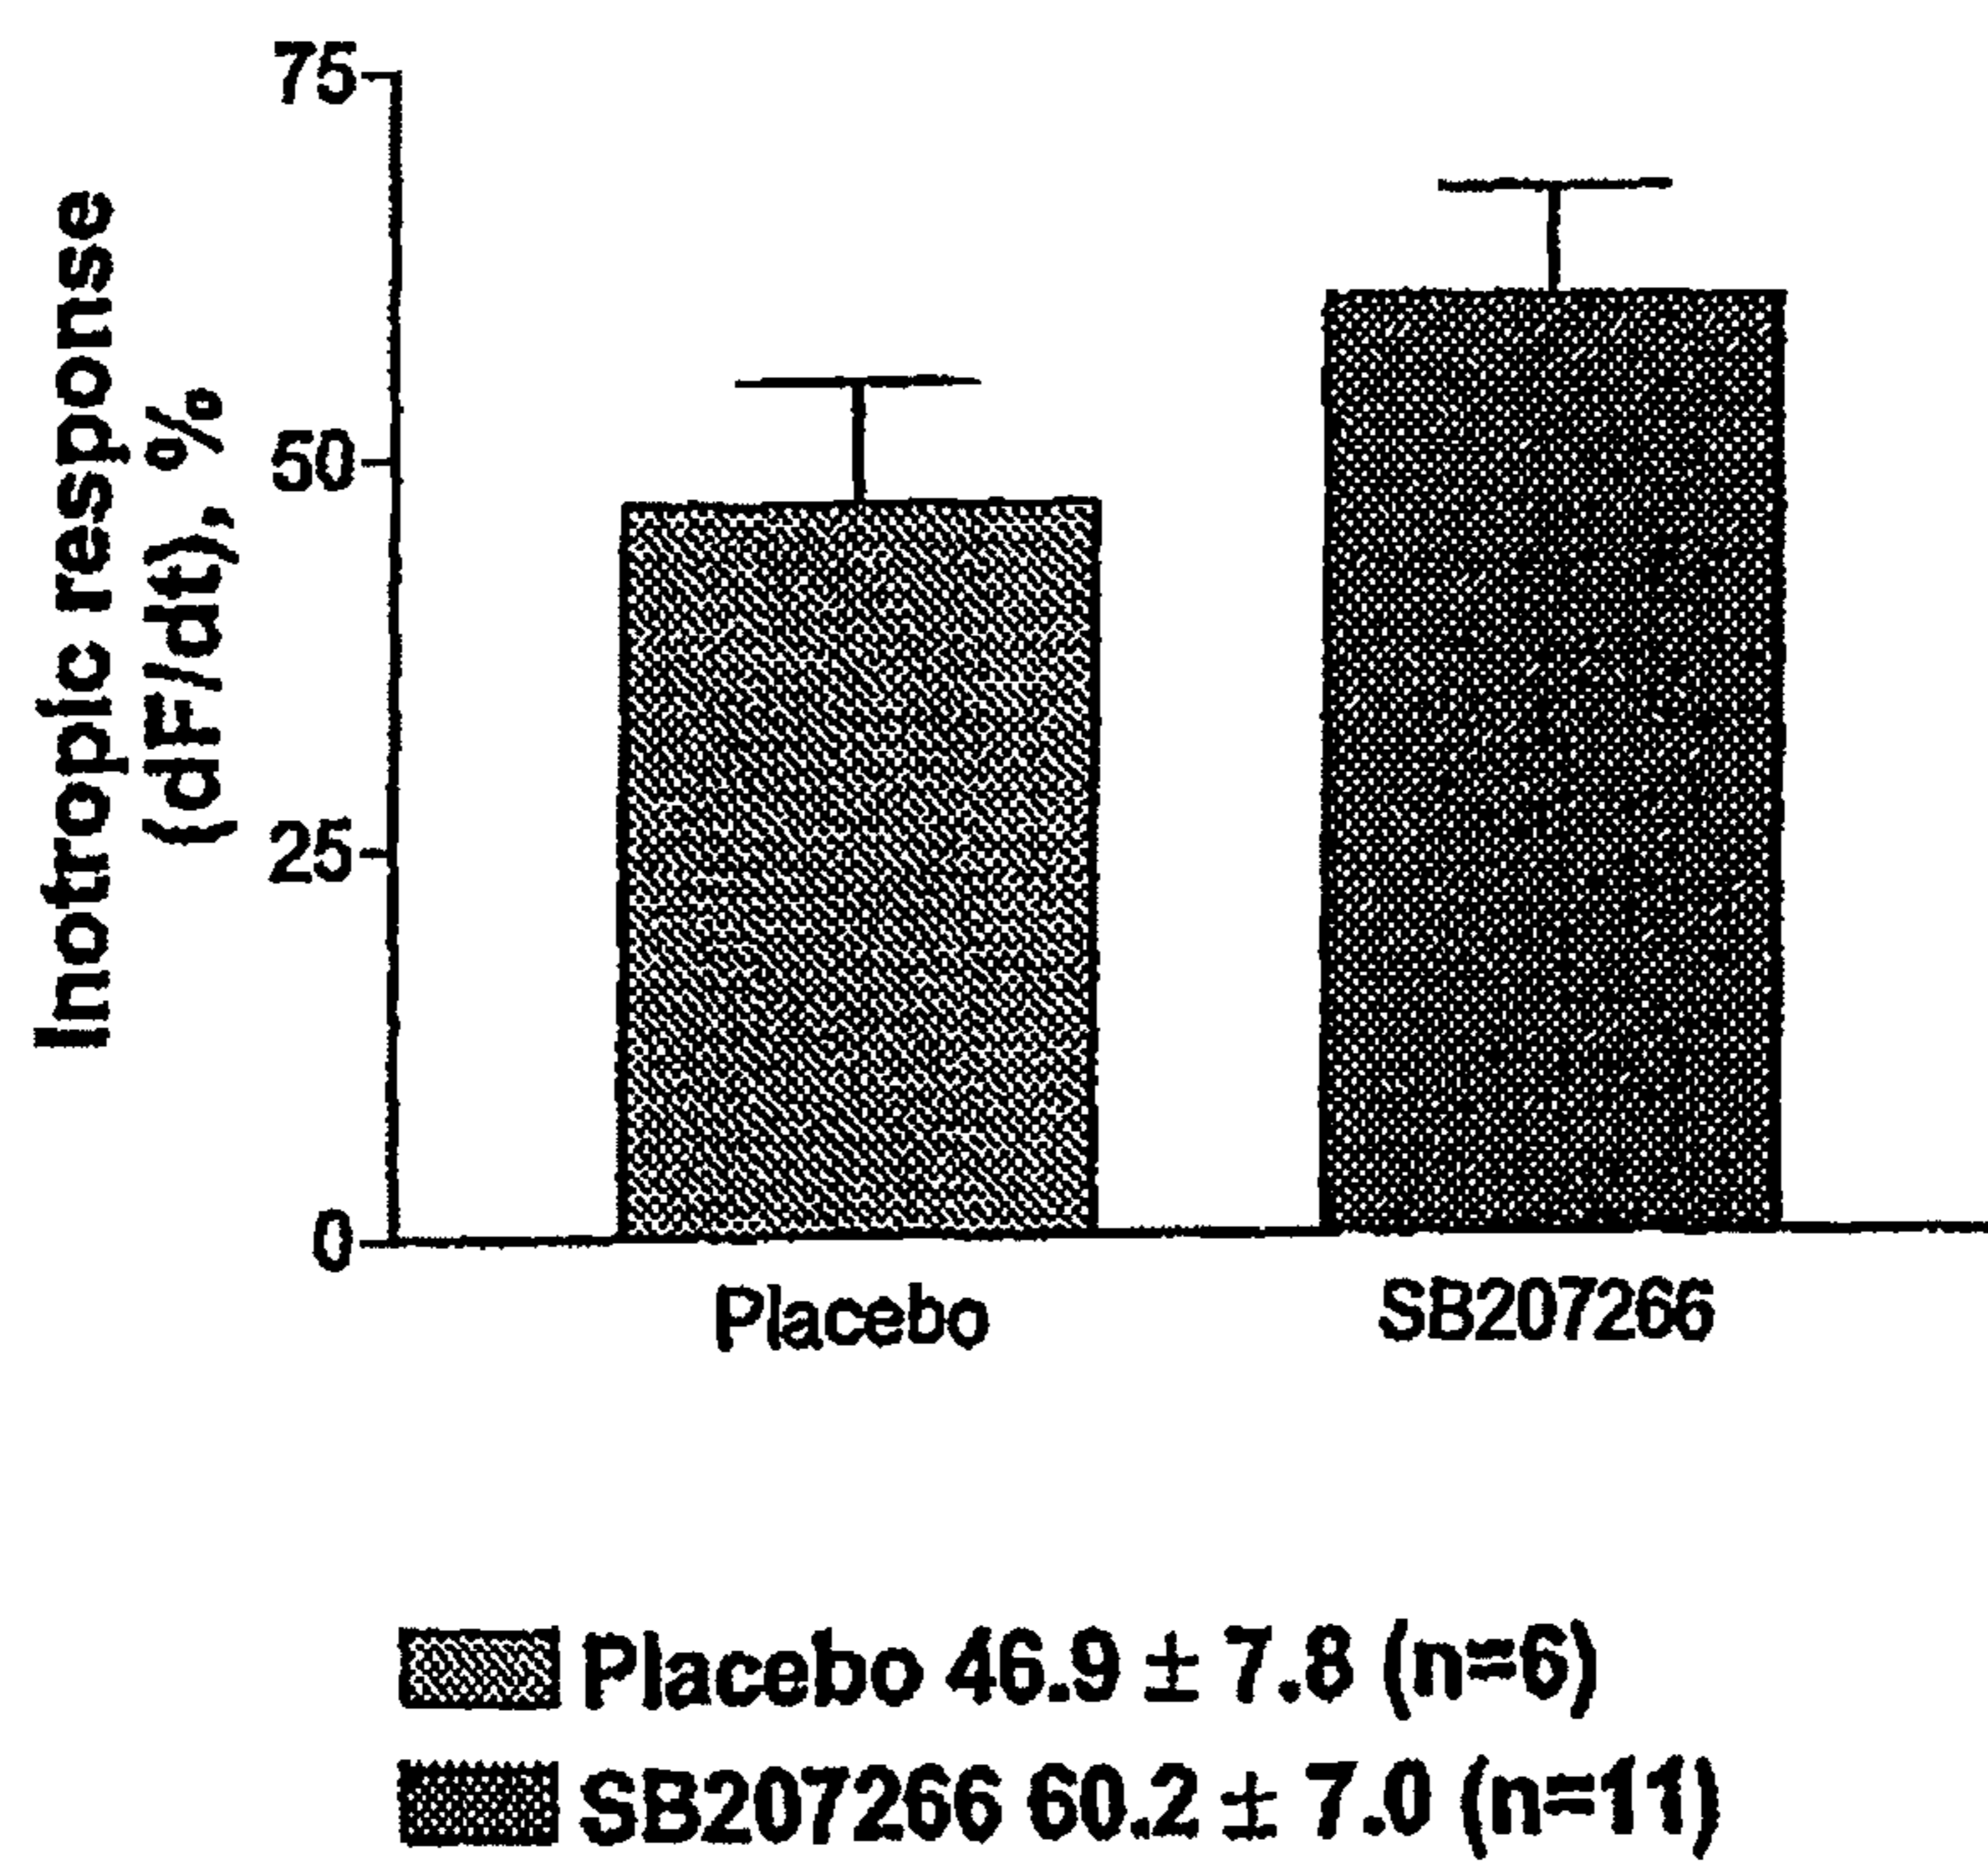 Inotropic response
(dF/dt), %
75
50
25
0
Placebo
SB207266
Placebo 46.9 ± 7.8 (n=6)
SB207266 60.2 ± 7.0 (n=11)